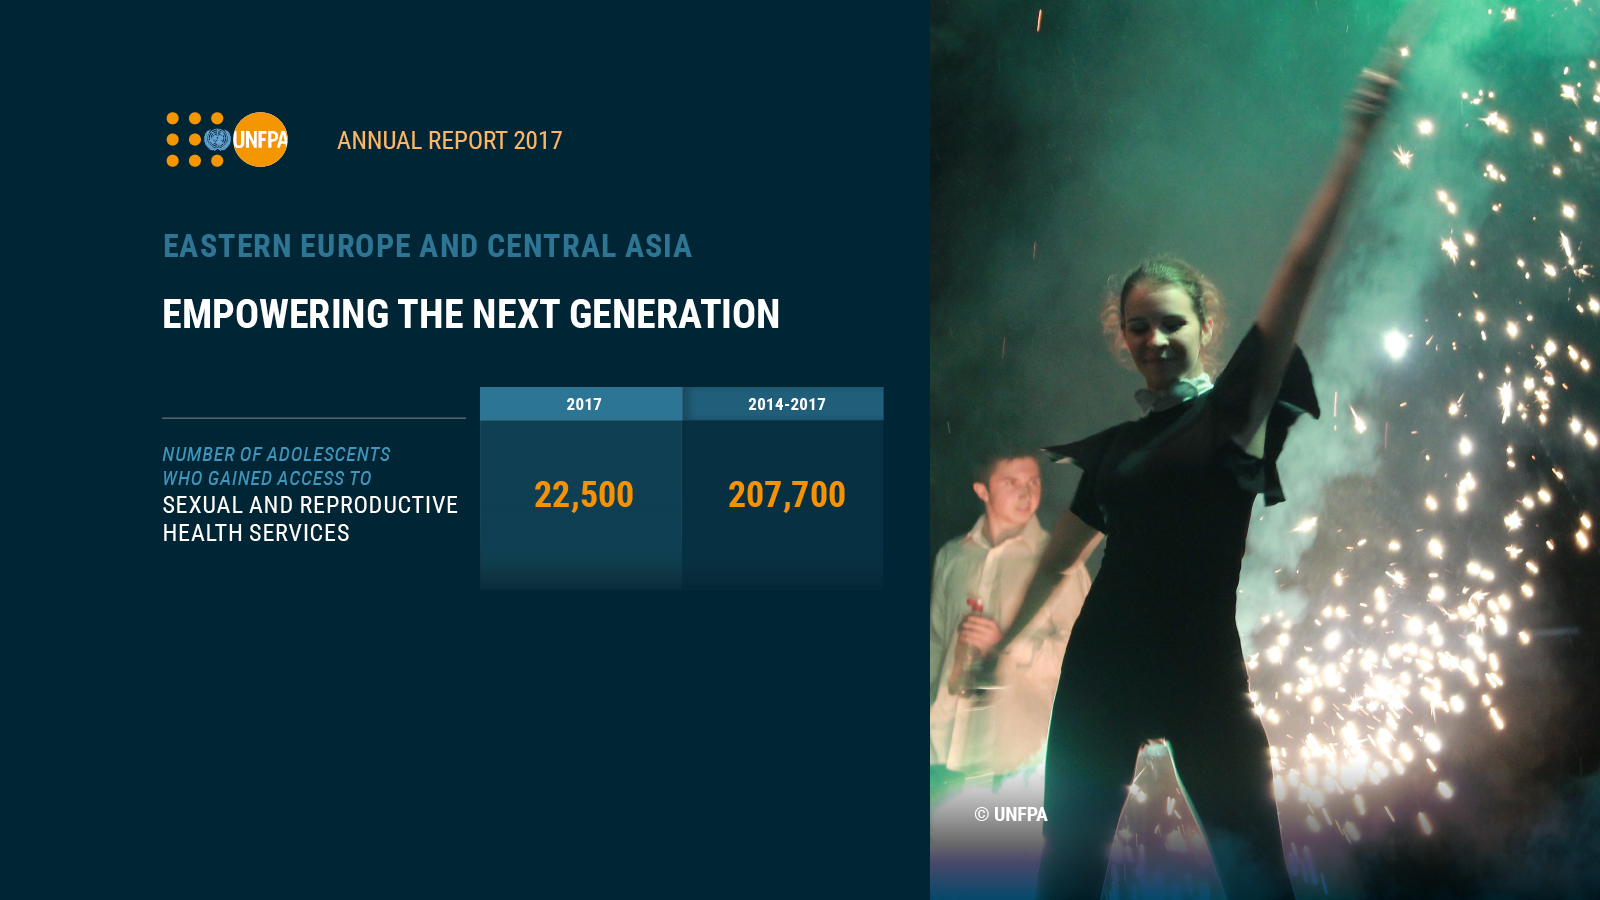 UNFPA
ANNUAL REPORT 2017
EASTERN EUROPE AND CENTRAL ASIA
EMPOWERING THE NEXT GENERATION
2017 2014-2017
NUMBER OF ADOLESCENTS
WHO GAINED ACCESS TO
SEXUAL AND REPRODUCTIVE
HEALTH SERVICES
22,500 207,700
© UNFPA